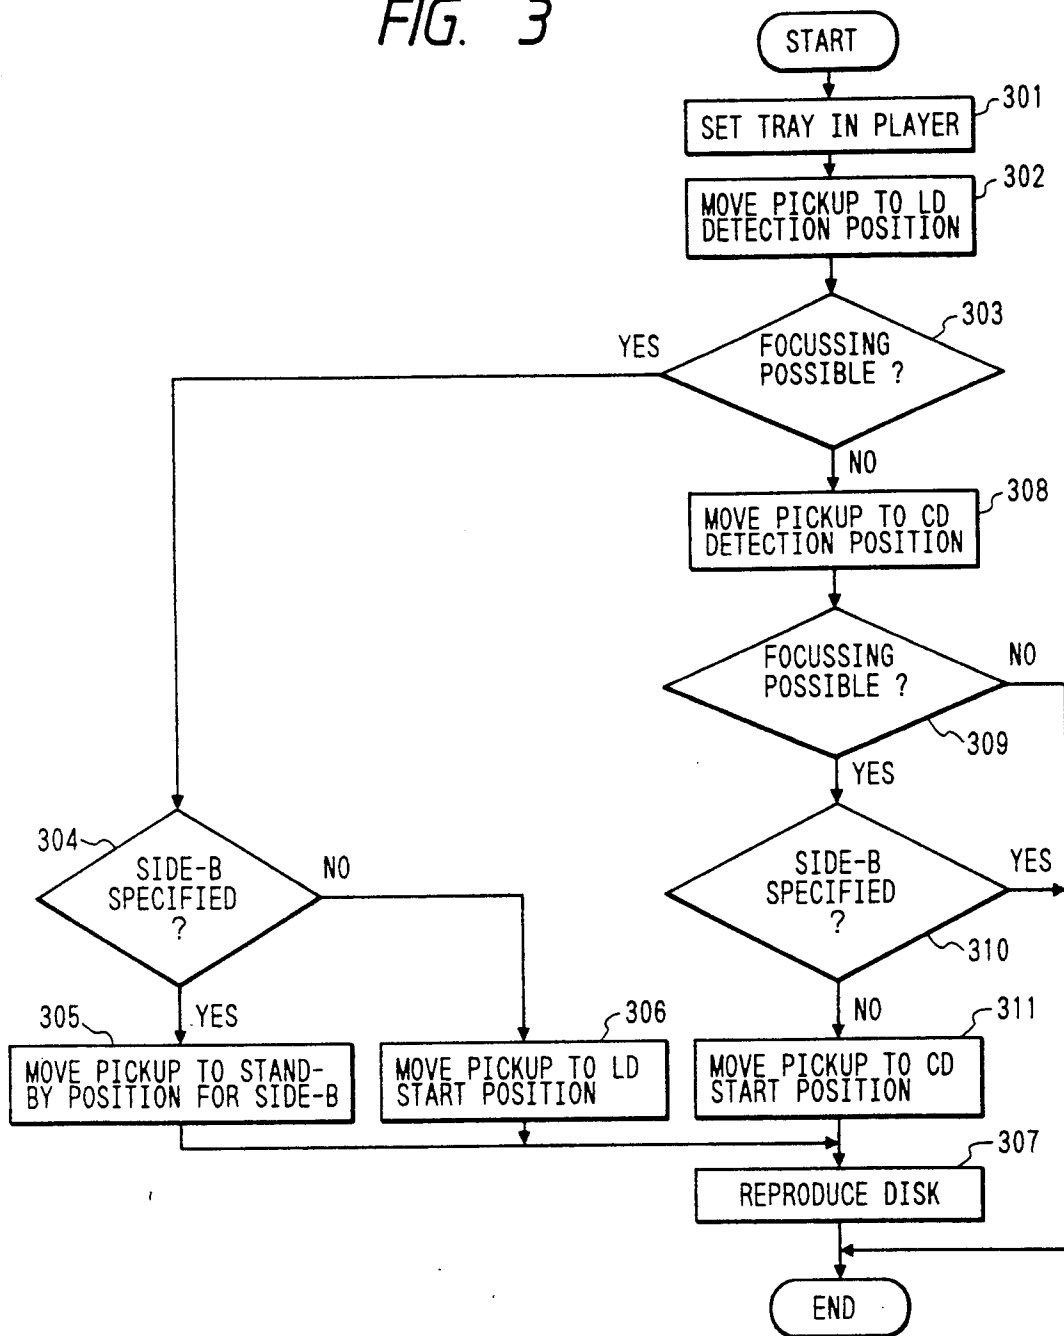 FIG. 3
START
301
SET TRAY IN PLAYER
302
MOVE PICKUP TO LD
DETECTION POSITION
303
YES
FOCUSSING
POSSIBLE ?
NO
308
MOVE PICKUP TO CD
DETECTION POSITION
FOCUSSING
POSSIBLE ?
NO
309
YES
304
SIDE-B
SPECIFIED
?
NO
SIDE-B
SPECIFIED
?
YES
310
305
YES
306
NO
311
MOVE PICKUP TO STAND-
BY POSITION FOR SIDE-B
MOVE PICKUP TO LD
START POSITION
MOVE PICKUP TO CD
START POSITION
307
REPRODUCE DISK
END